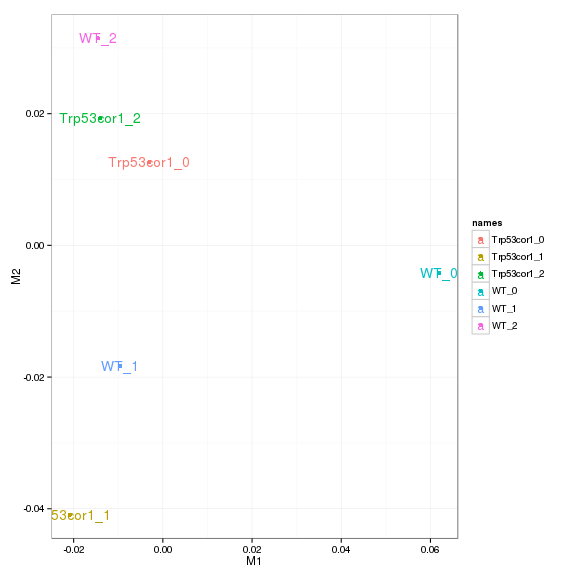 WT_2
Trp53cor1_2
0.02
Trp53cor1_0
names
Trp53cor1_0
0.00
Trp53cor1_1
M2
WT_0
Trp53cor1_2
WT_0
WT_1
WT_2
WT_1
-0.02
-0.04
53cor1_1
-0.02
0.00
0.02
0.04
0.06
M1